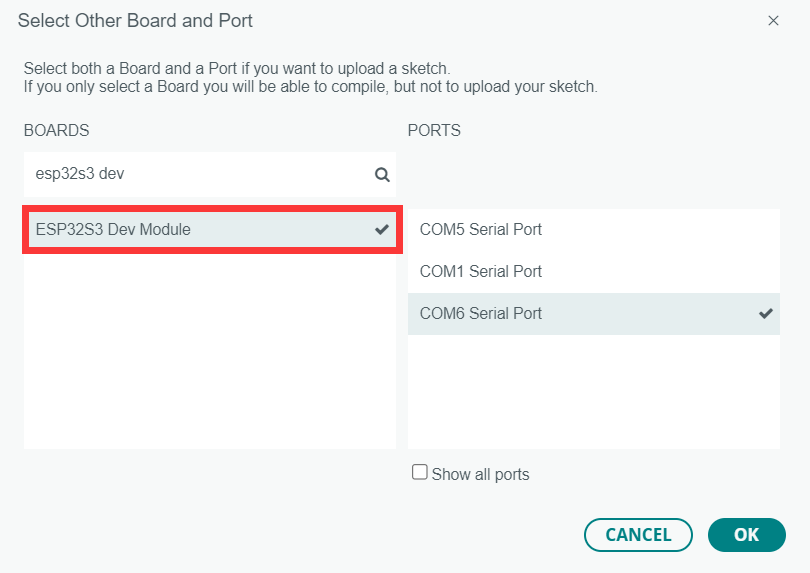 Select Other Board and Port
Select both a Board and a Port if you want to upload a sketch.
If you only select a Board you will be able to compile, but not to upload your sketch.
BOARDS
esp32s3 dev
ESP32S3 Dev Module
PORTS
COM5 Serial Port
COM1 Serial Port
COM6 Serial Port
Show all ports
CANCEL
OK